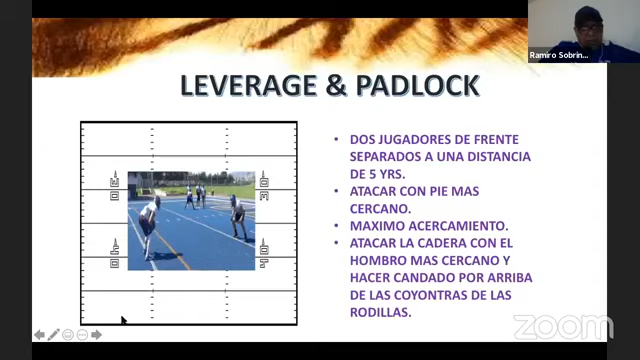 Ramiro Sobrin...
LEVERAGE & PADLOCK
• DOS JUGADORES DE FRENTE
SEPARADOS A UNA DISTANCIA
DE 5 YRS.
• ATACAR CON PIE MAS
CERCANO.
• MAXIMO ACERCAMIENTO.
• ATACAR LA CADERA CON EL
HOMBRO MAS CERCANO Y
HACER CANDADO POR ARRIBA
DE LAS COYONTRAS DE LAS
RODILLAS.
zoom